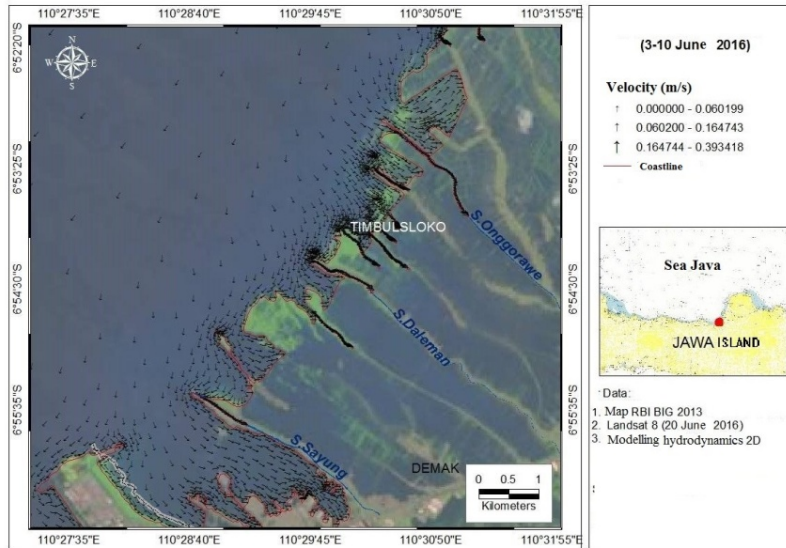 110°27'35"E 110°28'40"E 110°29'45"E 110°30'50"E 110°31'55"E
6°52'20"S
6°53'25"S
6°54'30"S
6°55'35"S
N
W E
S
TIMBULSLOKO
S.Onggorawe
S.Daleman
S.Sayung
DEMAK
0 0.5 1
Kilometers
6°52'20"S
6°53'25"S
6°54'30"S
6°55'35"S
110°27'35"E 110°28'40"E 110°29'45"E 110°30'50"E 110°31'55"E
(3-10 June 2016)
Velocity (m/s)
0.000000 - 0.060199
0.060200 - 0.164743
0.164744 - 0.393418
Coastline
Sea Java
JAWA ISLAND
Data:
1. Map RBI BIG 2013
2. Landsat 8 (20 June 2016)
3. Modelling hydrodynamics 2D